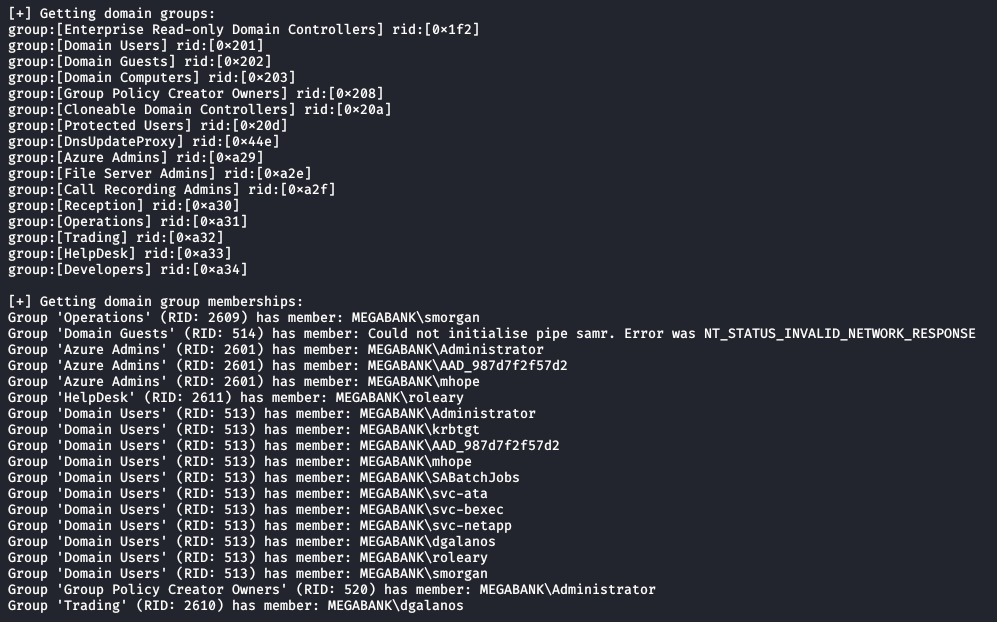 [+] Getting domain groups:
group:[Enterprise Read-only Domain Controllers] rid:[0×1f2]
group:[Domain Users] rid:[0×201]
group:[Domain Guests] rid:[0×202]
group:[Domain Computers] rid:[0×203]
group:[Group Policy Creator Owners] rid:[0×208]
group:[Cloneable Domain Controllers] rid:[0×20a]
group:[Protected Users] rid:[0×20d]
group:[DnsUpdateProxy] rid:[0×44e]
group:[Azure Admins] rid:[0×a29]
group:[File Server Admins] rid:[0×a2e]
group:[Call Recording Admins] rid:[0×a2f]
group:[Reception] rid:[0×a30]
group:[Operations] rid:[0×a31]
group:[Trading] rid:[0×a32]
group:[HelpDesk] rid:[0×a33]
group:[Developers] rid:[0×a34]
[+] Getting domain group memberships:
Group 'Operations' (RID: 2609) has member: MEGABANK\smorgan
Group 'Domain Guests' (RID: 514) has member: Could not initialise pipe samr. Error was NT_STATUS_INVALID_NETWORK_RESPONSE
Group 'Azure Admins' (RID: 2601) has member: MEGABANK\Administrator
Group 'Azure Admins' (RID: 2601) has member: MEGABANK\AAD_987d7f2f57d2
Group 'Azure Admins' (RID: 2601) has member: MEGABANK\mhope
Group 'HelpDesk' (RID: 2611) has member: MEGABANK\roleary
Group 'Domain Users' (RID: 513) has member: MEGABANK\Administrator
Group 'Domain Users' (RID: 513) has member: MEGABANK\krbtgt
Group 'Domain Users' (RID: 513) has member: MEGABANK\AAD_987d7f2f57d2
Group 'Domain Users' (RID: 513) has member: MEGABANK\mhope
Group 'Domain Users' (RID: 513) has member: MEGABANK\SABatchJobs
Group 'Domain Users' (RID: 513) has member: MEGABANK\svc-ata
Group 'Domain Users' (RID: 513) has member: MEGABANK\svc-bexec
Group 'Domain Users' (RID: 513) has member: MEGABANK\svc-netapp
Group 'Domain Users' (RID: 513) has member: MEGABANK\dgalanos
Group 'Domain Users' (RID: 513) has member: MEGABANK\roleary
Group 'Domain Users' (RID: 513) has member: MEGABANK\smorgan
Group 'Group Policy Creator Owners' (RID: 520) has member: MEGABANK\Administrator
Group 'Trading' (RID: 2610) has member: MEGABANK\dgalanos